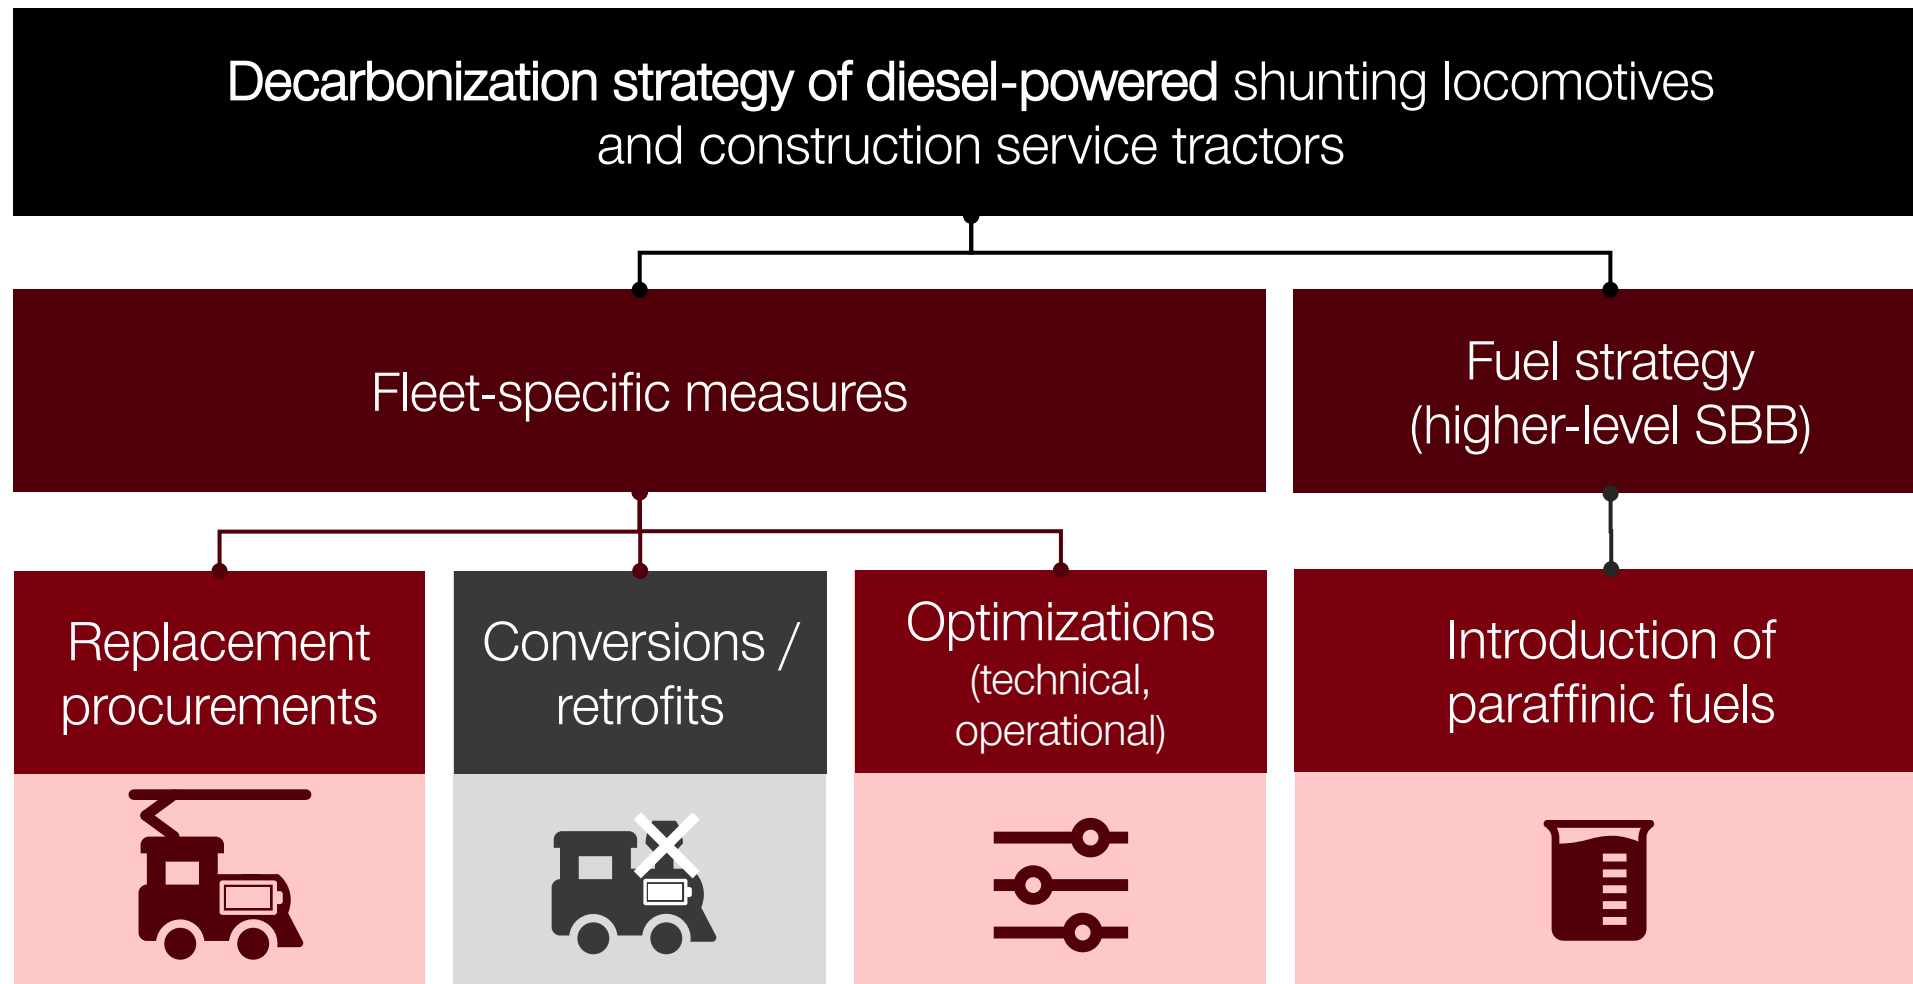 Decarbonization strategy of diesel-powered shunting locomotives
and construction service tractors
Fleet-specific measures
Fuel strategy
(higher-level SBB)
Replacement
procurements
Conversions /
retrofits
Optimizations
(technical,
operational)
Introduction of
paraffinic fuels